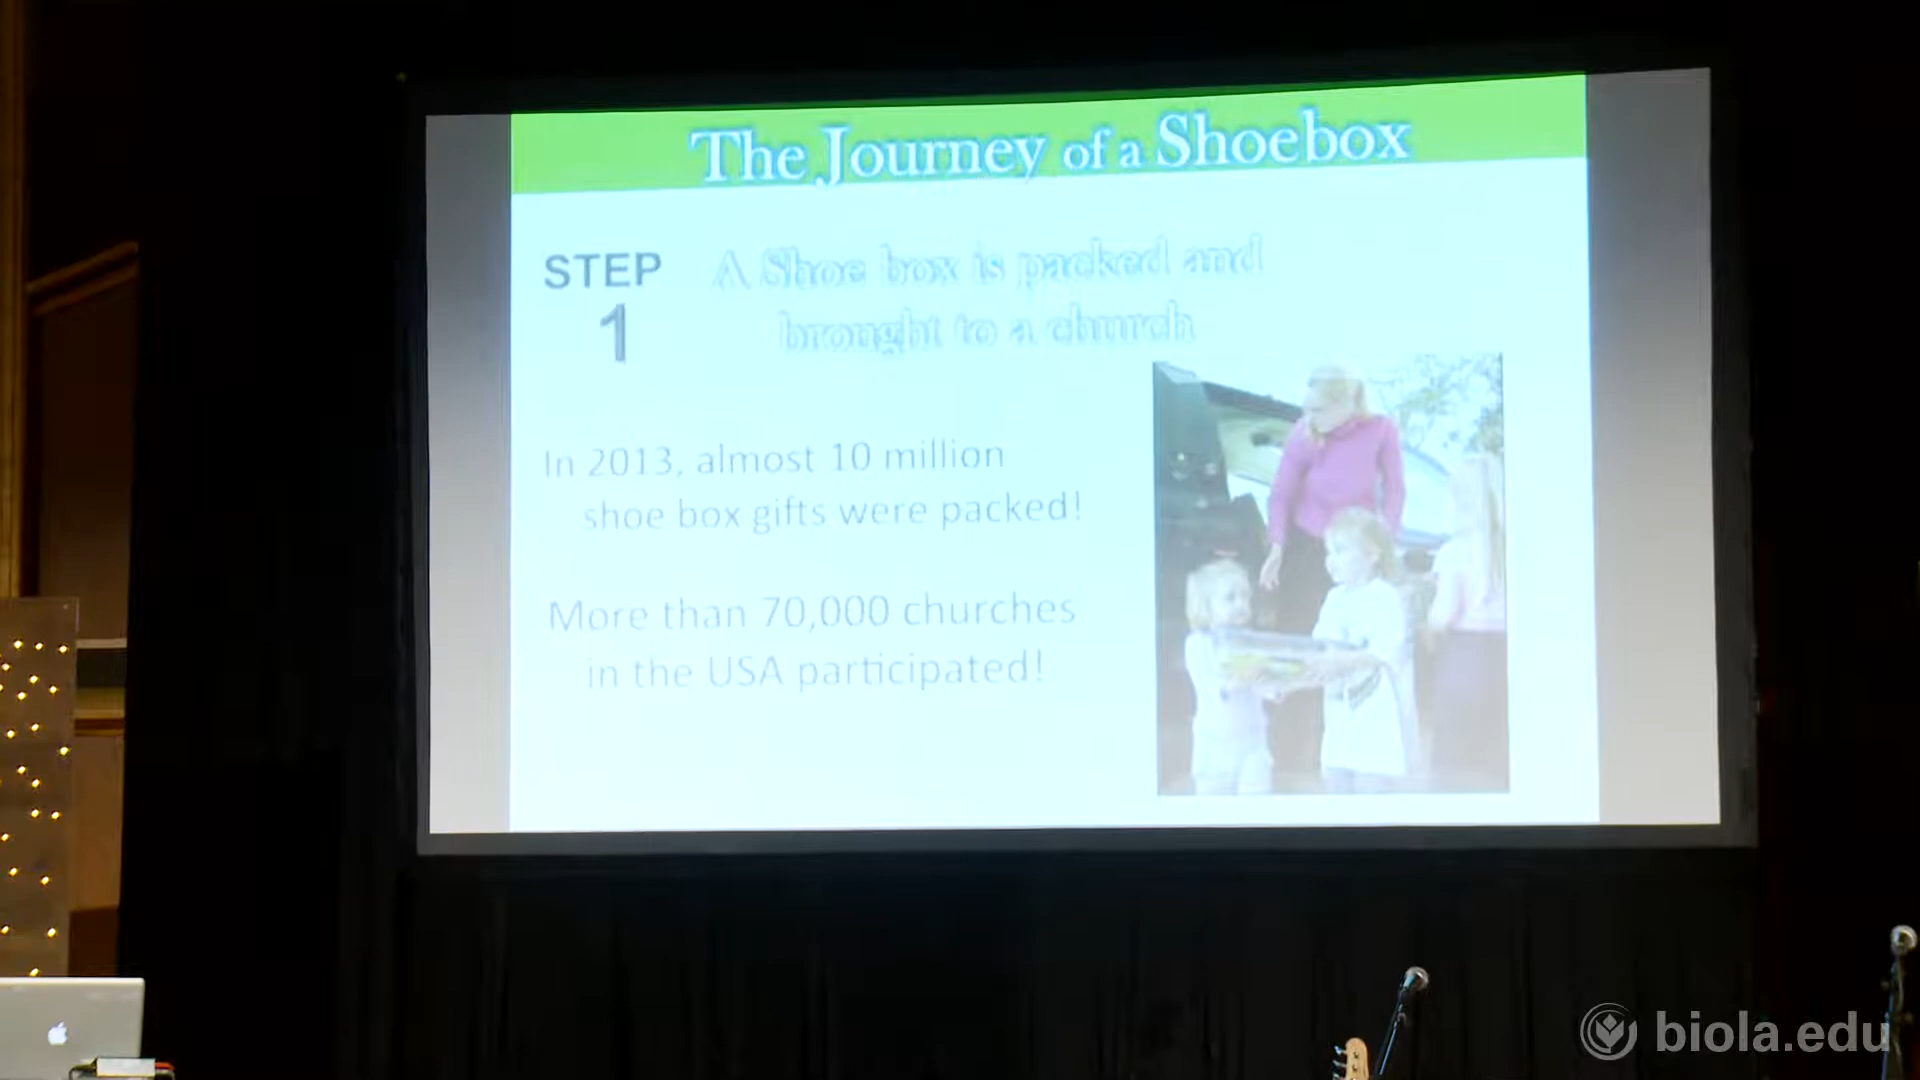 The Journey of a Shoebox
STEP
1
A Shoe box is packed and
brought to a church
In 2013, almost 10 million
shoe box gifts were packed!
More than 70,000 churches
in the USA participated!
biola.edu